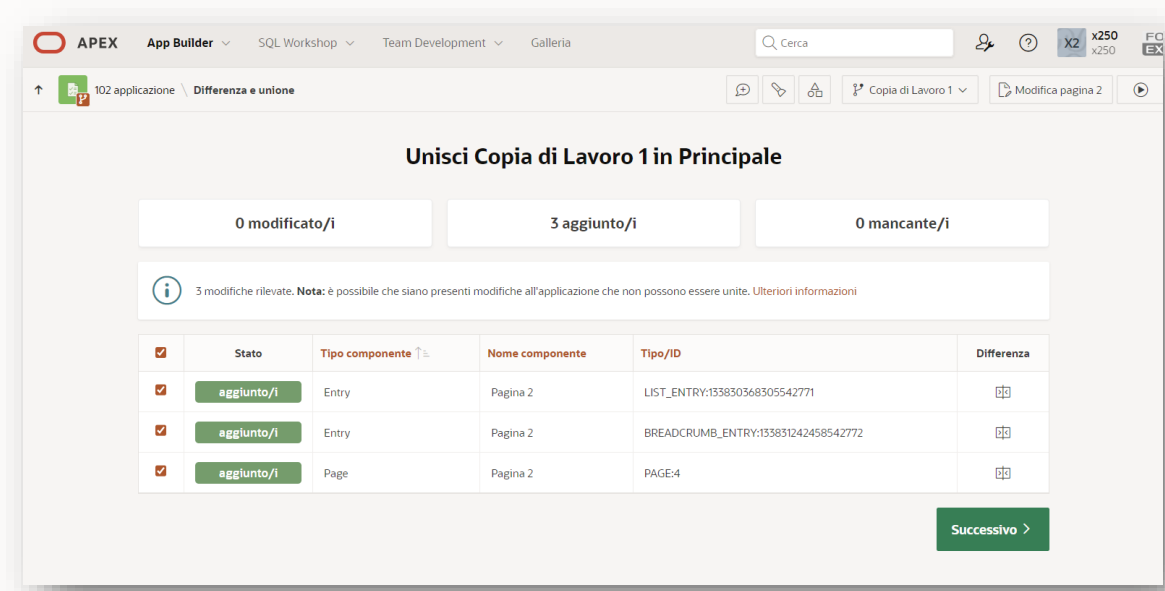 APEX App Builder SQL Workshop Team Development Galleria Cerca X2 x250 FO
x250 EX
102 applicazione \ Differenza e unione Copia di Lavoro 1 Modifica pagina 2
Unisci Copia di Lavoro 1 in Principale
0 modificato/i 3 aggiunto/i 0 mancante/i
3 modifiche rilevate. Nota: è possibile che siano presenti modifiche all'applicazione che non possono essere unite. Ulteriori informazioni
Stato Tipo componente Nome componente Tipo/ID Differenza
aggiunto/i Entry Pagina 2 LIST_ENTRY:133830368305542771
aggiunto/i Entry Pagina 2 BREADCRUMB_ENTRY:133831242458542772
aggiunto/i Page Pagina 2 PAGE:4
Successivo >